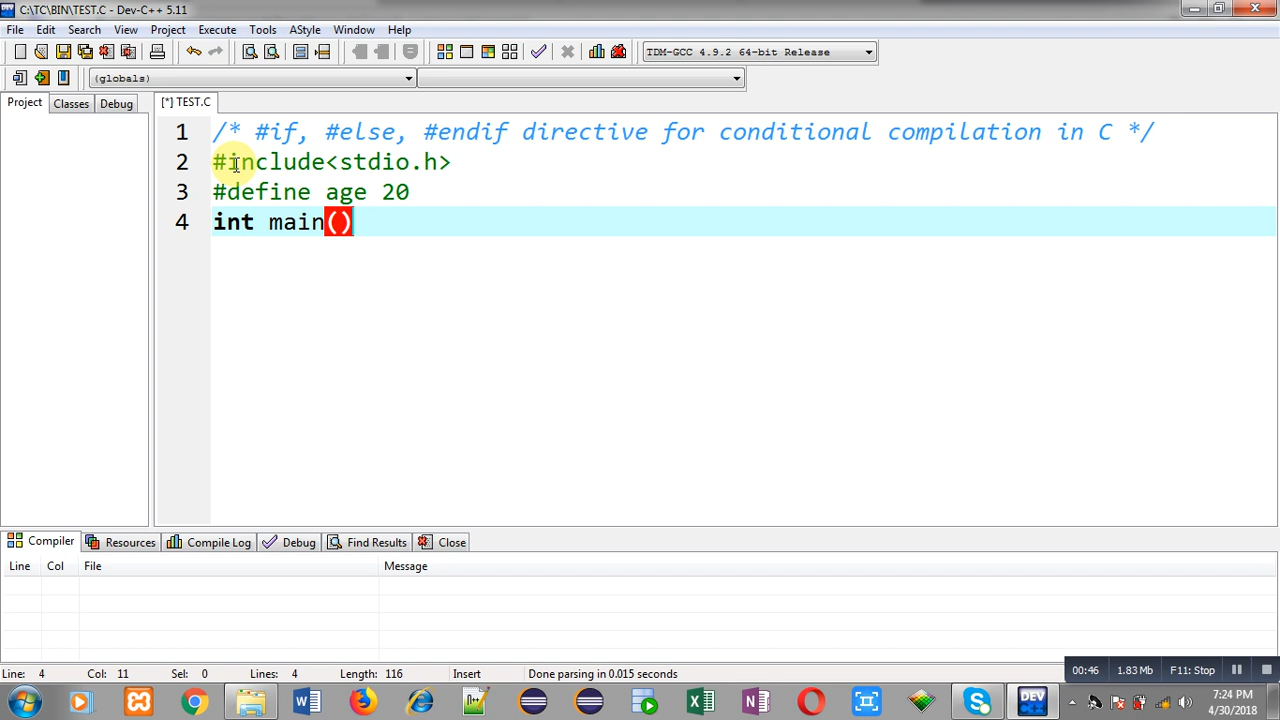 C:\TC\BIN\TEST.C - Dev-C++ 5.11
File Edit Search View Project Execute Tools AStyle Window Help
TDM-GCC 4.9.2 64-bit Release
(globals)
Project Classes Debug [*] TEST.C
1 /* #if, #else, #endif directive for conditional compilation in C */
2 #include<stdio.h>
3 #define age 20
4 int main()
Compiler Resources Compile Log Debug Find Results Close
Line Col File Message
Line: 4 Col: 11 Sel: 0 Lines: 4 Length: 116 Insert Done parsing in 0.015 seconds
00:46 1.83 MB F11: Stop
DEV
7:24 PM
4/30/2018